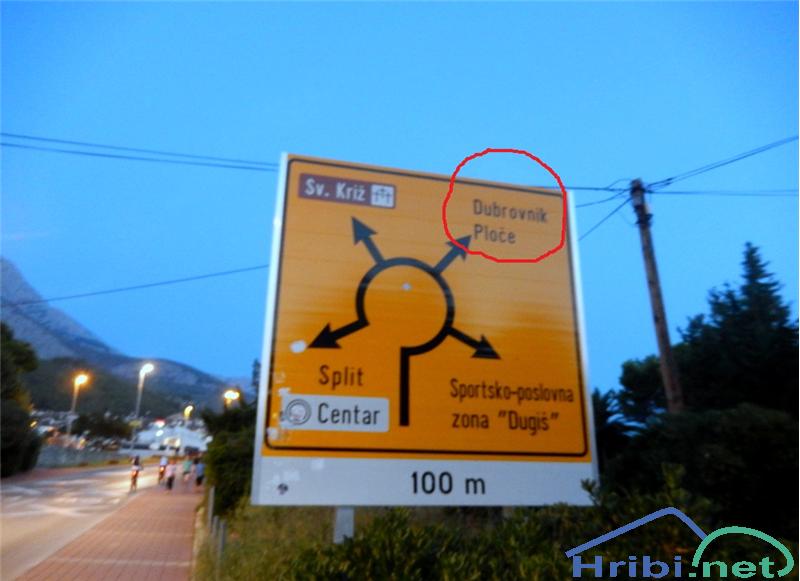 Sv. Križ
Dubrovnik
Ploče
Split
Centar
Sportsko-poslovna
zona "Dugiš"
100 m
Hribi.net